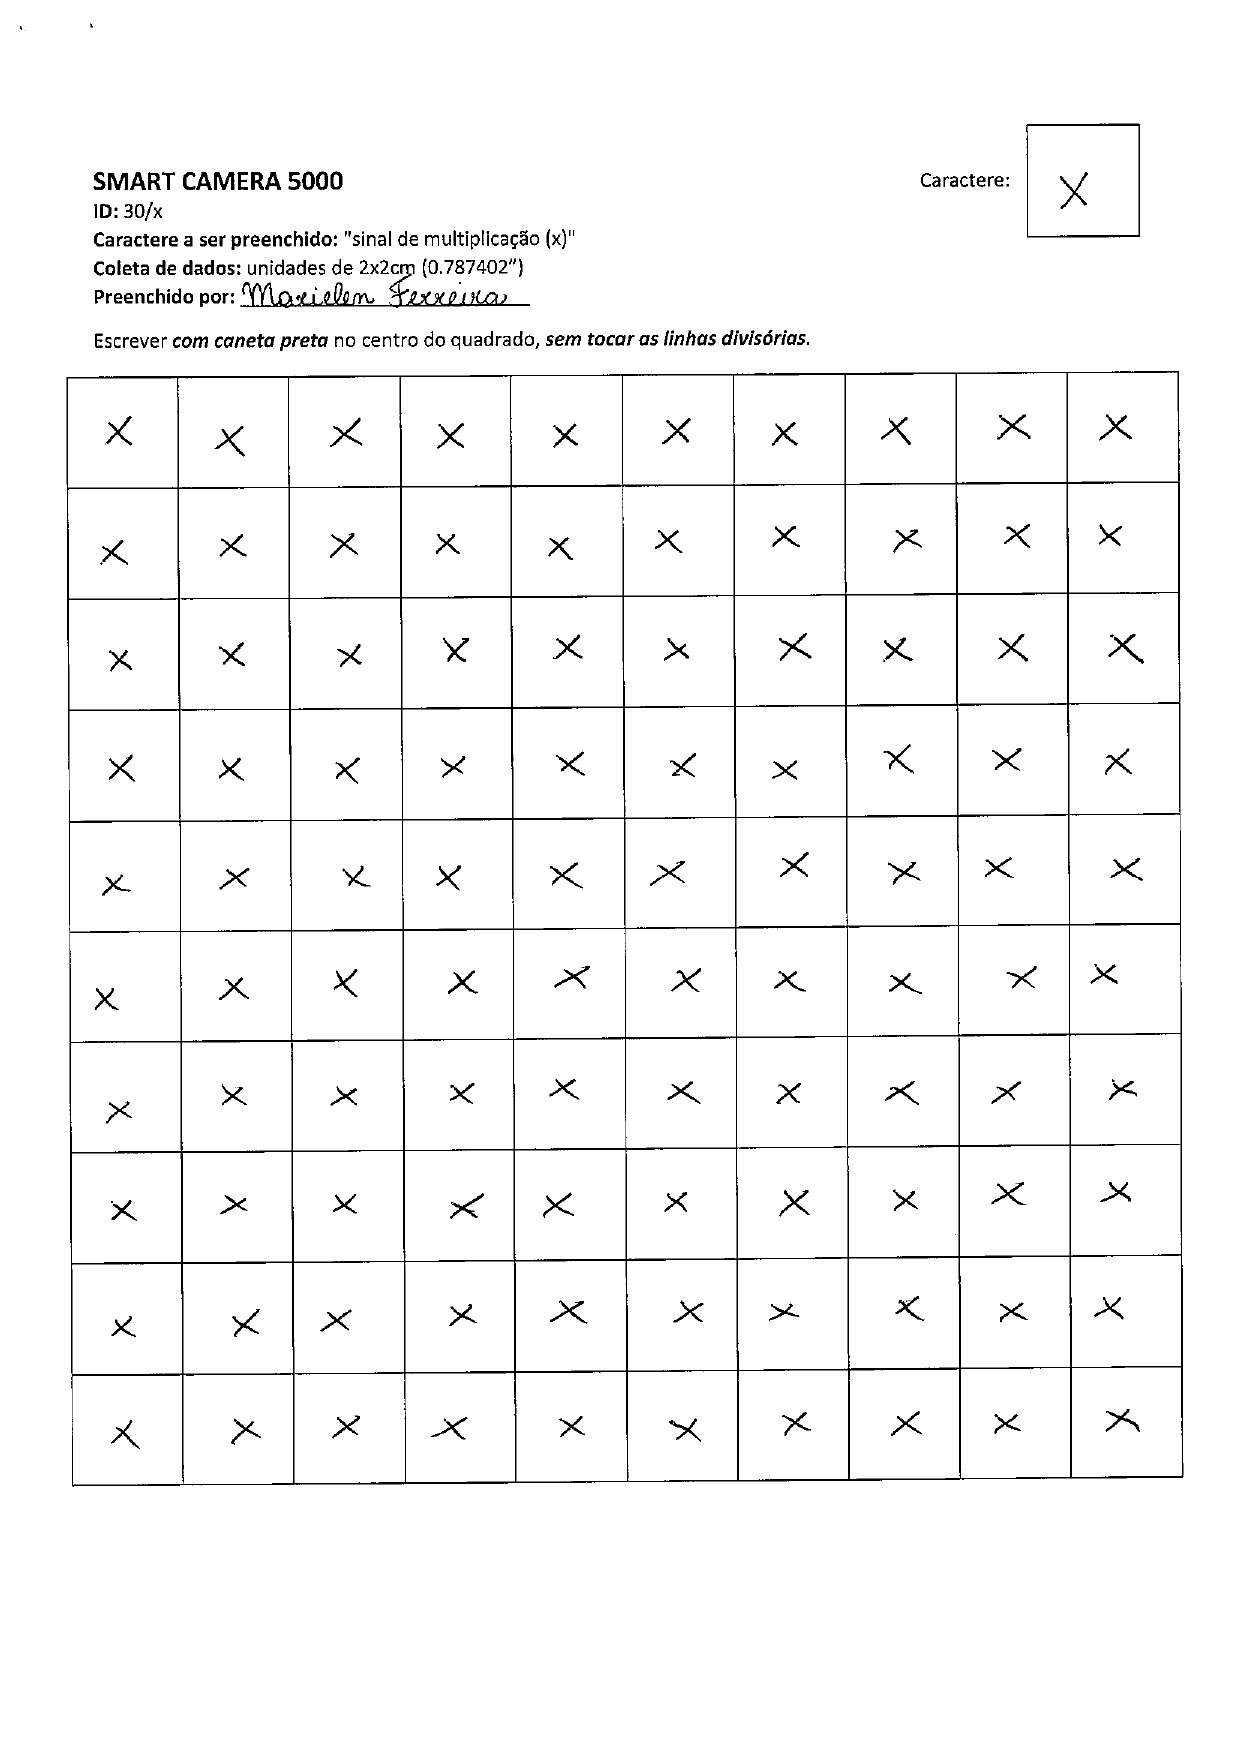 SMART CAMERA 5000
Caractere: X
ID: 30/x
Caractere a ser preenchido: "sinal de multiplicação (x)"
Coleta de dados: unidades de 2x2cm (0.787402")
Preenchido por: Marielem Ferreira
Escrever com caneta preta no centro do quadrado, sem tocar as linhas divisórias.
X X X X X X X X X X
X X X X X X X X X X
X X X X X X X X X X
X X X X X X X X X X
X X X X X X X X X X
X X X X X X X X X X
X X X X X X X X X X
X X X X X X X X X X
X X X X X X X X X X
X X X X X X X X X X